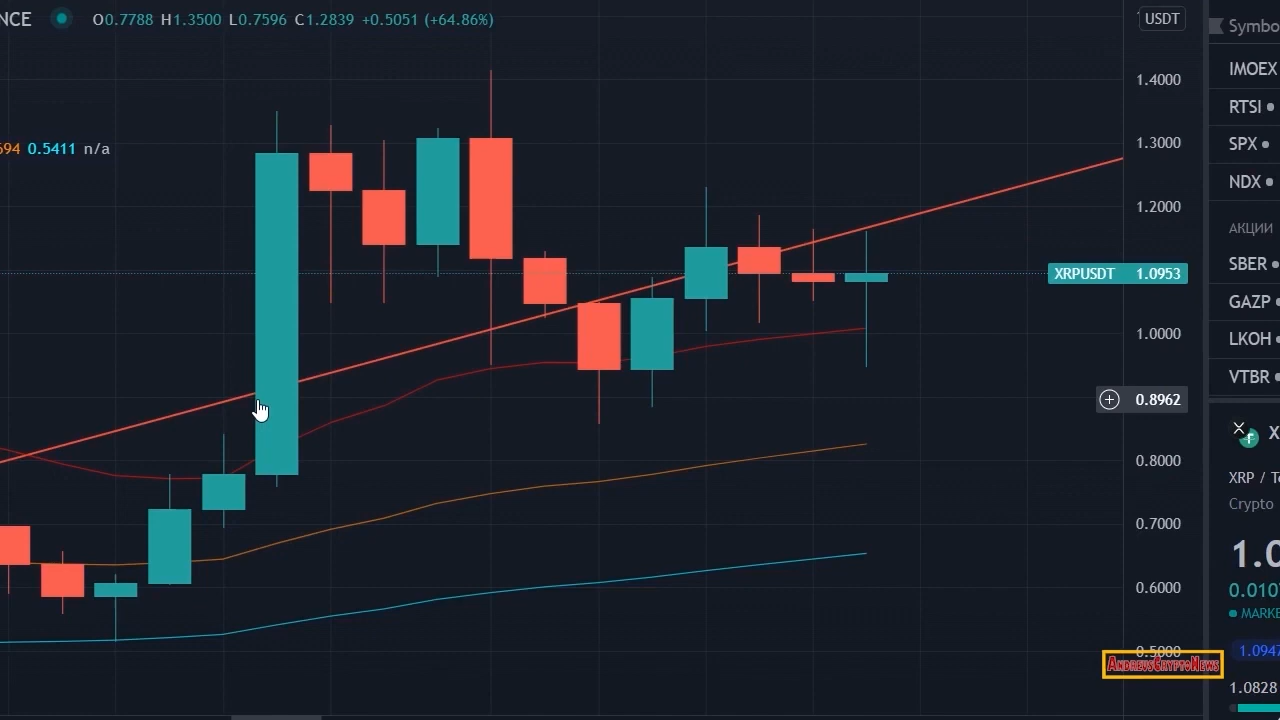 NCE O0.7788 H1.3500 L0.7596 C1.2839 +0.5051 (+64.86%)
694 0.5411 n/a
USDT
1.4000
1.3000
1.2000
XRPUSDT 1.0953
1.0000
0.8962
0.8000
0.7000
0.6000
0.5000
ANDREVSCRYPTONEWS
Symbo
IMOEX
RTSI
SPX
NDX
АКЦИИ
SBER
GAZP
LKOH
VTBR
X
XRP / Te
Crypto
1.0
0.010
MARKE
1.0947
1.0828